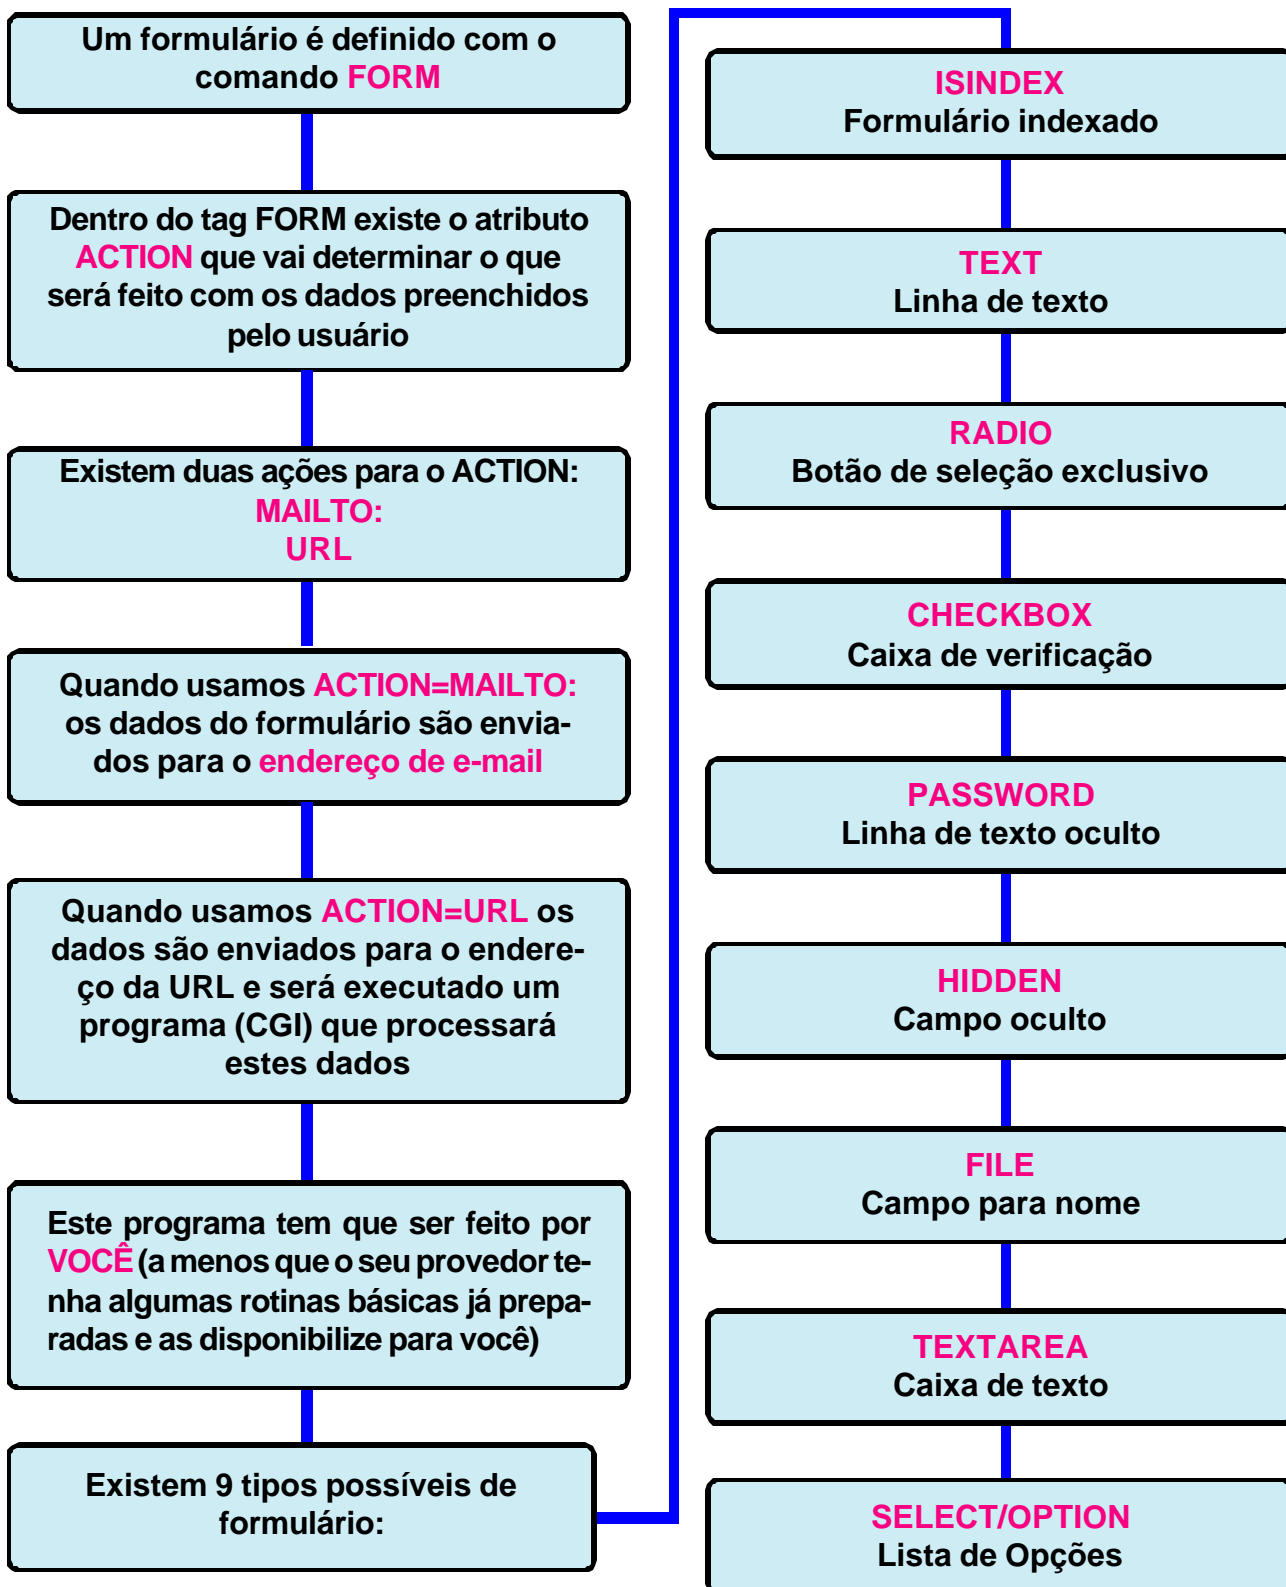 Um formulário é definido com o
comando FORM
Dentro do tag FORM existe o atributo
ACTION que vai determinar o que
será feito com os dados preenchidos
pelo usuário
Existem duas ações para o ACTION:
MAILTO:
URL
Quando usamos ACTION=MAILTO:
os dados do formulário são envia-
dos para o endereço de e-mail
Quando usamos ACTION=URL os
dados são enviados para o endere-
ço da URL e será executado um
programa (CGI) que processará
estes dados
Este programa tem que ser feito por
VOCÊ (a menos que o seu provedor te-
nha algumas rotinas básicas já prepa-
radas e as disponibilize para você)
Existem 9 tipos possíveis de
formulário:
ISINDEX
Formulário indexado
TEXT
Linha de texto
RADIO
Botão de seleção exclusivo
CHECKBOX
Caixa de verificação
PASSWORD
Linha de texto oculto
HIDDEN
Campo oculto
FILE
Campo para nome
TEXTAREA
Caixa de texto
SELECT/OPTION
Lista de Opções